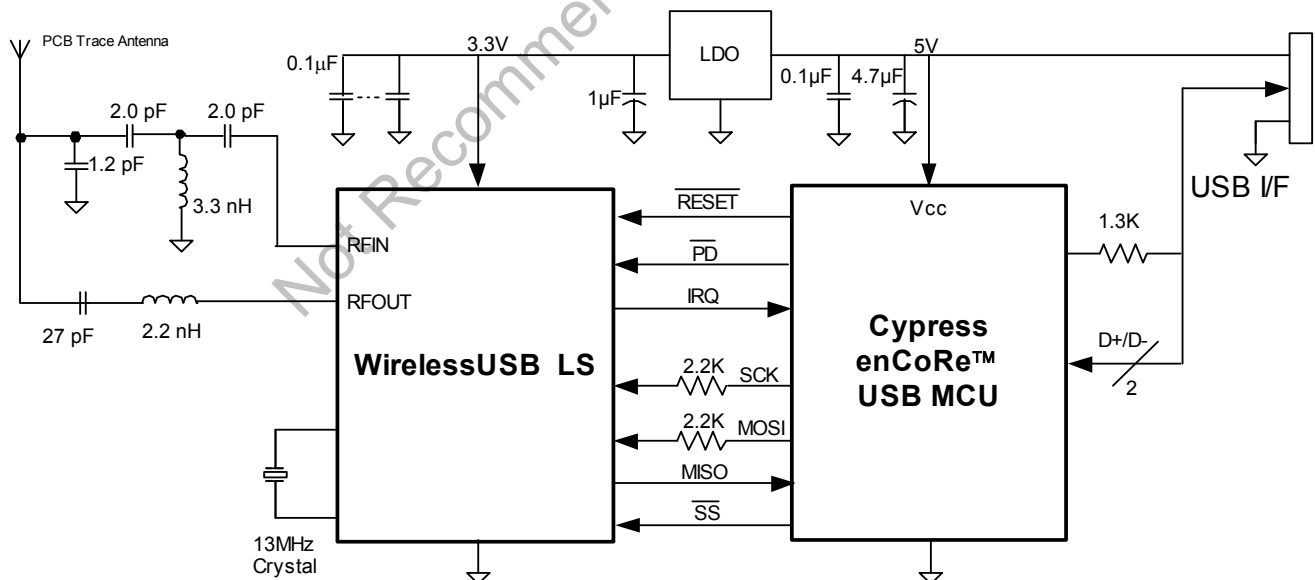 PCB Trace Antenna
2.0 pF
2.0 pF
1.2 pF
3.3 nH
27 pF
2.2 nH
0.1µF
3.3V
1µF
LDO
0.1µF
4.7µF
5V
USB I/F
Not Recommen
RFIN
RFOUT
WirelessUSB LS
13MHz
Crystal
RESET
PD
IRQ
2.2K
SCK
2.2K
MOSI
MISO
SS
Vcc
Cypress
enCoRe™
USB MCU
1.3K
D+/D-
2